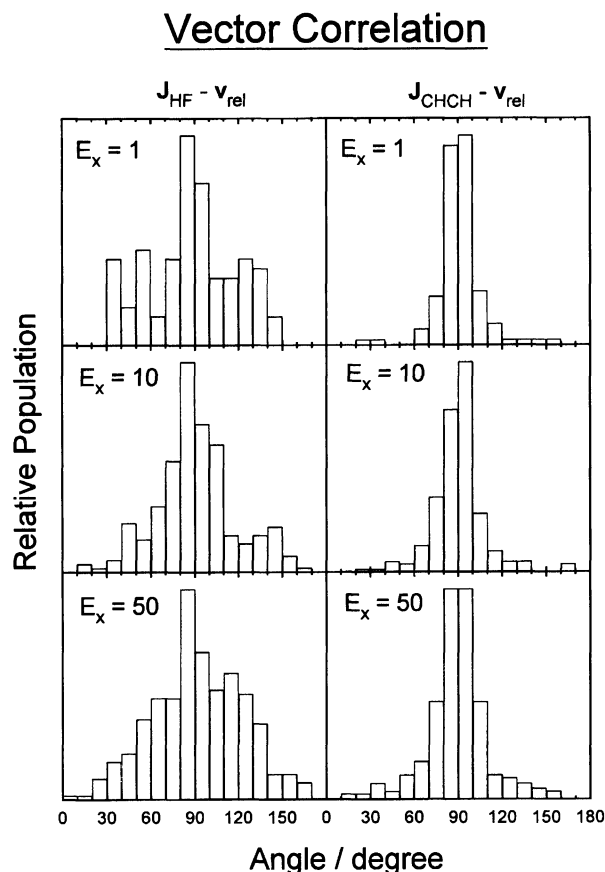 Vector Correlation
J_HF - v_rel
J_CHCH - v_rel
E_x = 1
E_x = 1
E_x = 10
E_x = 10
E_x = 50
E_x = 50
Relative Population
0 30 60 90 120 150 0 30 60 90 120 150 180
Angle / degree